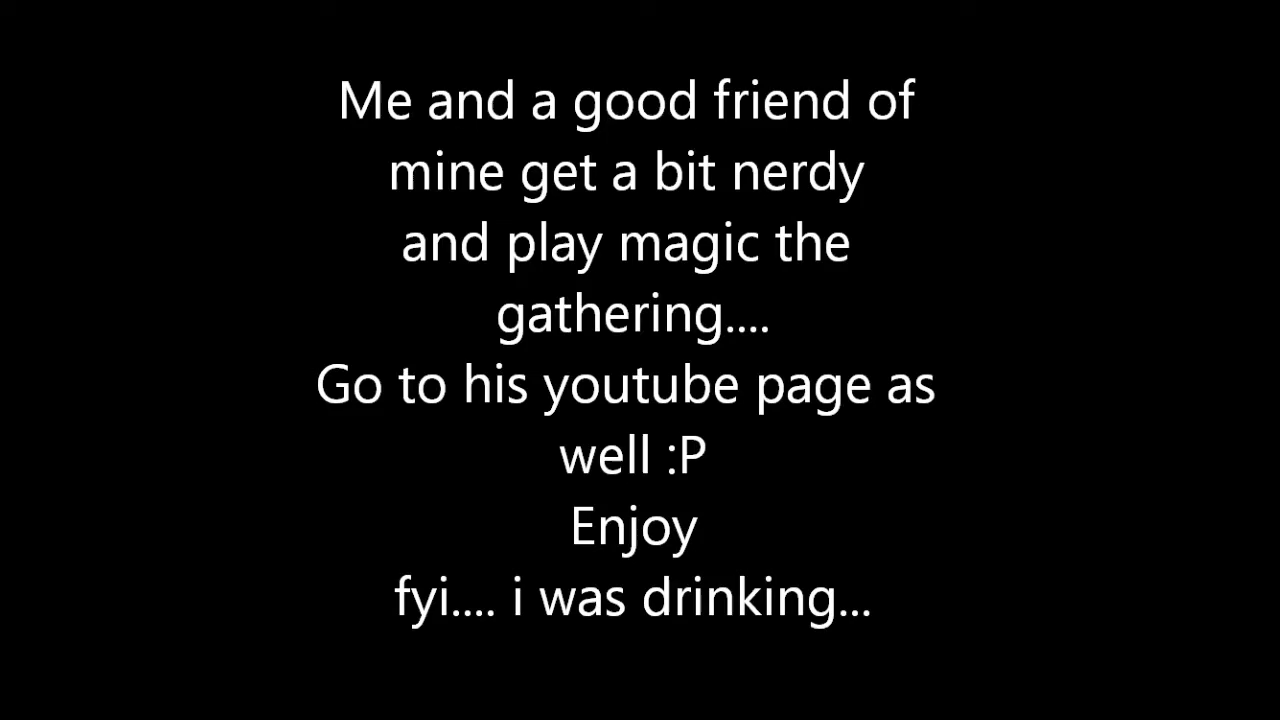 Me and a good friend of
mine get a bit nerdy
and play magic the
gathering....
Go to his youtube page as
well :P
Enjoy
fyi.... i was drinking...